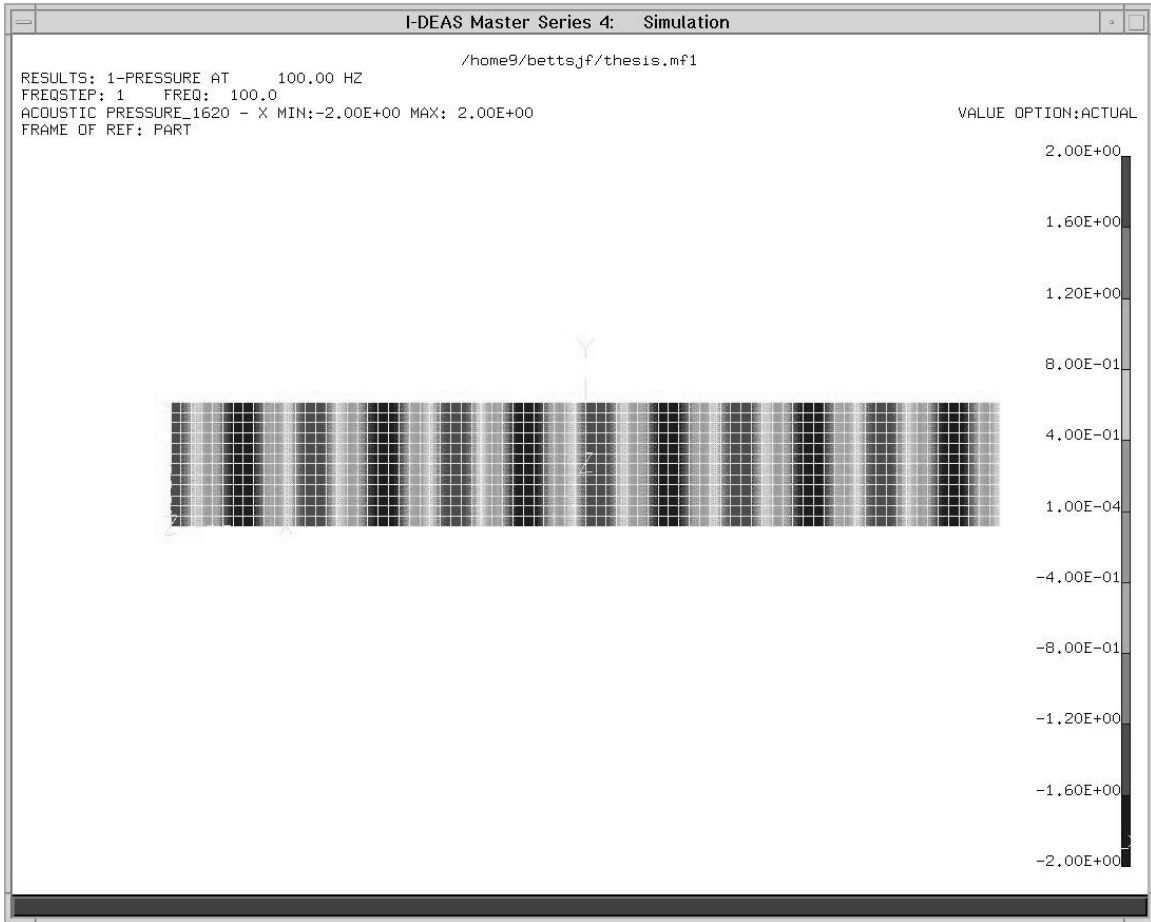 I-DEAS Master Series 4:    Simulation
/home9/bettsjf/thesis.mf1
RESULTS: 1-PRESSURE AT     100.00 HZ
FREQSTEP: 1    FREQ:  100.0
ACOUSTIC PRESSURE_1620 - X MIN:-2.00E+00 MAX: 2.00E+00
VALUE OPTION:ACTUAL
FRAME OF REF: PART
2.00E+00
1.60E+00
1.20E+00
8.00E-01
4.00E-01
1.00E-04
-4.00E-01
-8.00E-01
-1.20E+00
-1.60E+00
-2.00E+00
Y
Z
Z
X